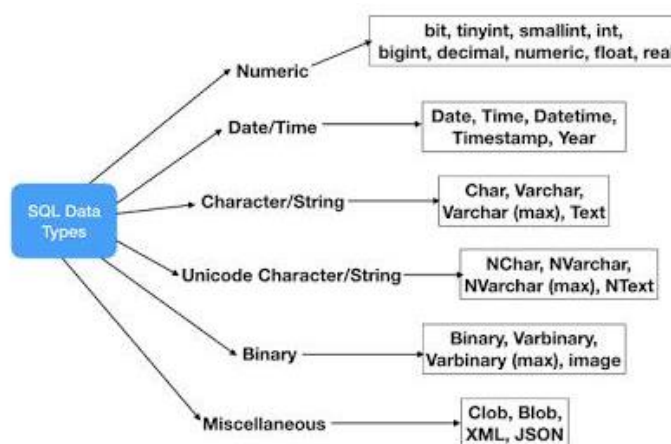 SQL Data
Types
Numeric
bit, tinyint, smallint, int,
bigint, decimal, numeric, float, real
Date/Time
Date, Time, Datetime,
Timestamp, Year
Character/String
Char, Varchar,
Varchar (max), Text
Unicode Character/String
NChar, NVarchar,
NVarchar (max), NText
Binary
Binary, Varbinary,
Varbinary (max), image
Miscellaneous
Clob, Blob,
XML, JSON